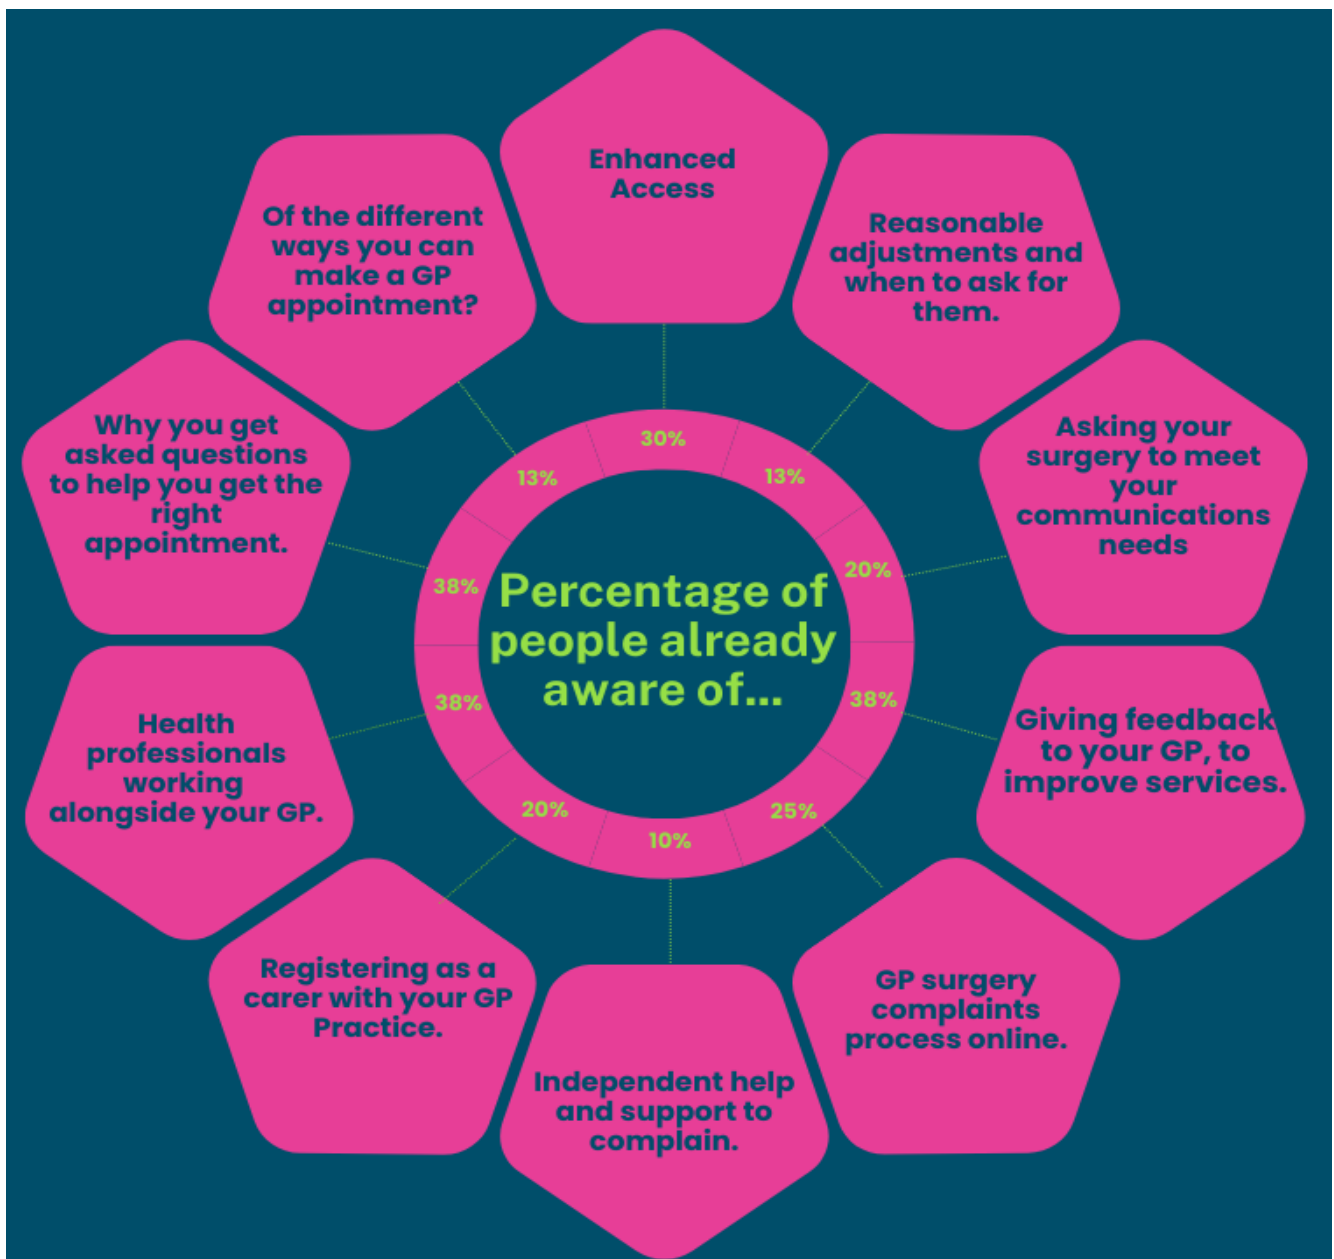 Enhanced
Access
Reasonable
adjustments and
when to ask for
them.
Asking your
surgery to meet
your
communications
needs
Giving feedback
to your GP, to
improve services.
GP surgery
complaints
process online.
Independent help
and support to
complain.
Registering as a
carer with your GP
Practice.
Health
professionals
working
alongside your GP.
Why you get
asked questions
to help you get the
right
appointment.
Of the different
ways you can
make a GP
appointment?
30%
13%
20%
38%
25%
10%
20%
38%
38%
13%
Percentage of
people already
aware of...